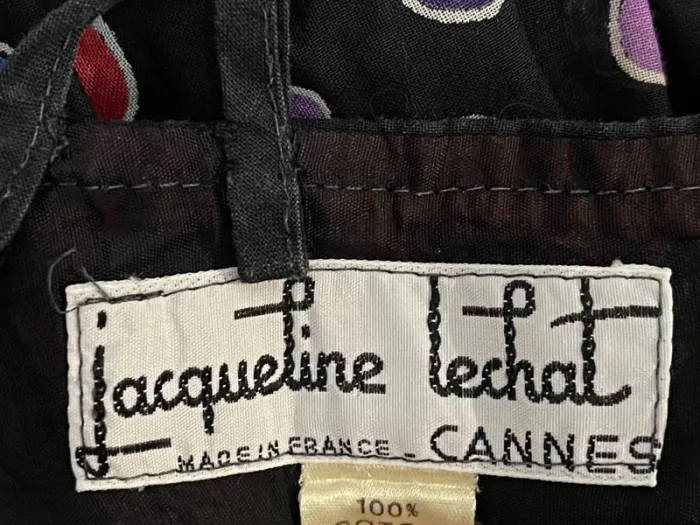 jacqueline Lechat
MADE IN FRANCE - CANNES
100%